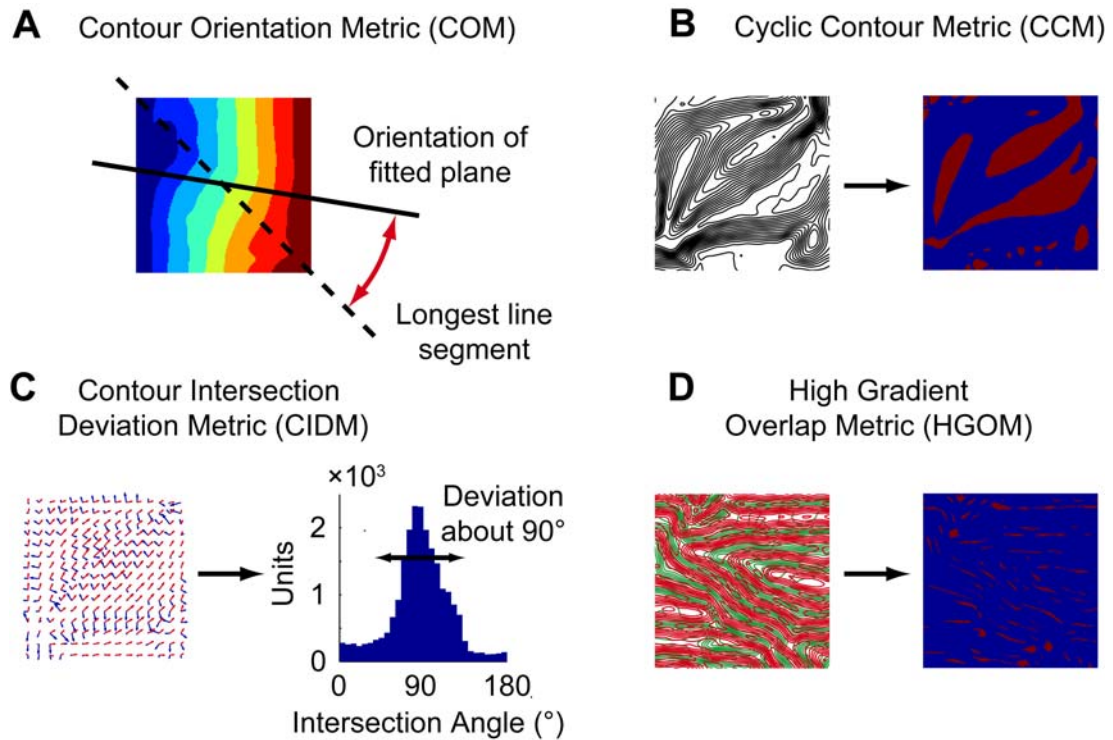 A Contour Orientation Metric (COM)
Orientation of
fitted plane
Longest line
segment
B Cyclic Contour Metric (CCM)
C Contour Intersection
Deviation Metric (CIDM)
×10³
Deviation
about 90°
2
1
0
Units
0 90 180
Intersection Angle (°)
D High Gradient
Overlap Metric (HGOM)